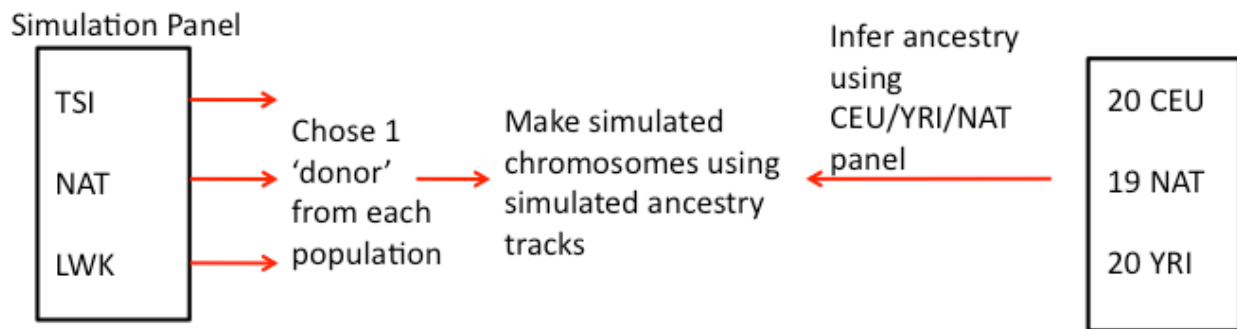 Simulation Panel
TSI
NAT
LWK
Chose 1
‘donor’
from each
population
Make simulated
chromosomes using
simulated ancestry
tracks
Infer ancestry
using
CEU/YRI/NAT
panel
20 CEU
19 NAT
20 YRI